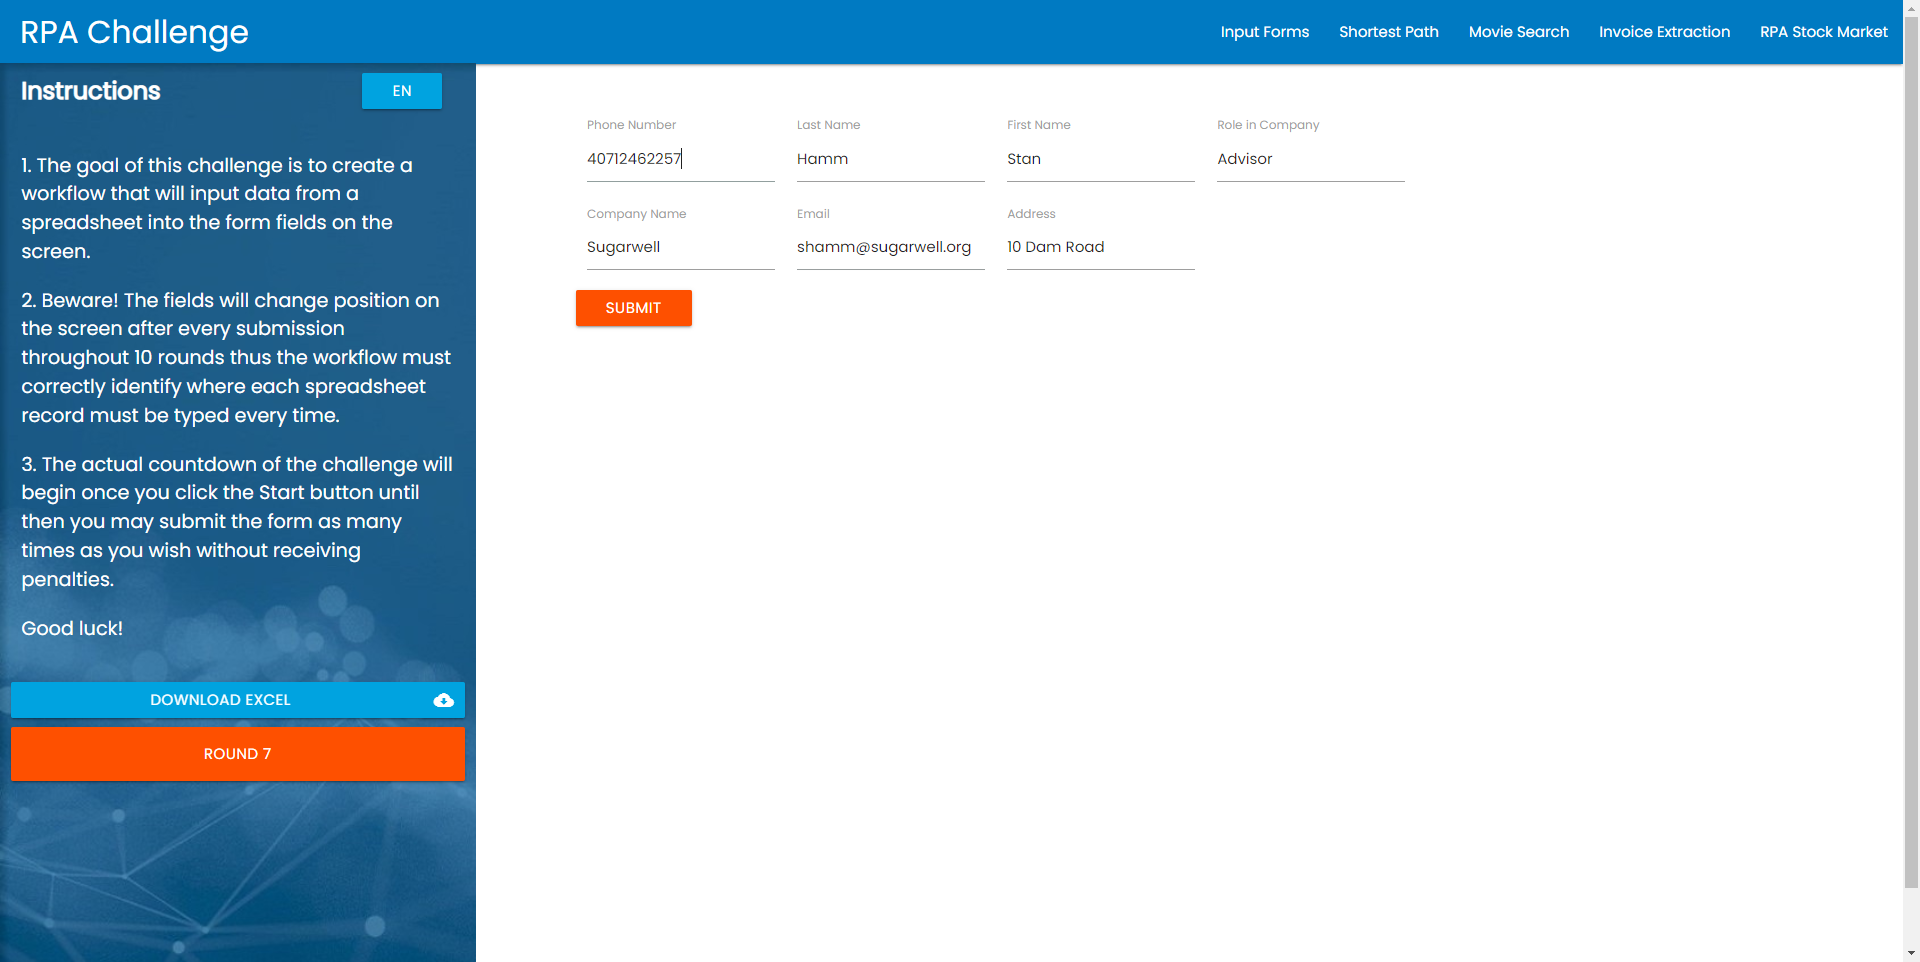 RPA Challenge
Input Forms
Shortest Path
Movie Search
Invoice Extraction
RPA Stock Market
Instructions
EN
1. The goal of this challenge is to create a
workflow that will input data from a
spreadsheet into the form fields on the
screen.
2. Beware! The fields will change position on
the screen after every submission
throughout 10 rounds thus the workflow must
correctly identify where each spreadsheet
record must be typed every time.
3. The actual countdown of the challenge will
begin once you click the Start button until
then you may submit the form as many
times as you wish without receiving
penalties.
Good luck!
DOWNLOAD EXCEL
ROUND 7
Phone Number
40712462257
Last Name
Hamm
First Name
Stan
Role in Company
Advisor
Company Name
Sugarwell
Email
shamm@sugarwell.org
Address
10 Dam Road
SUBMIT